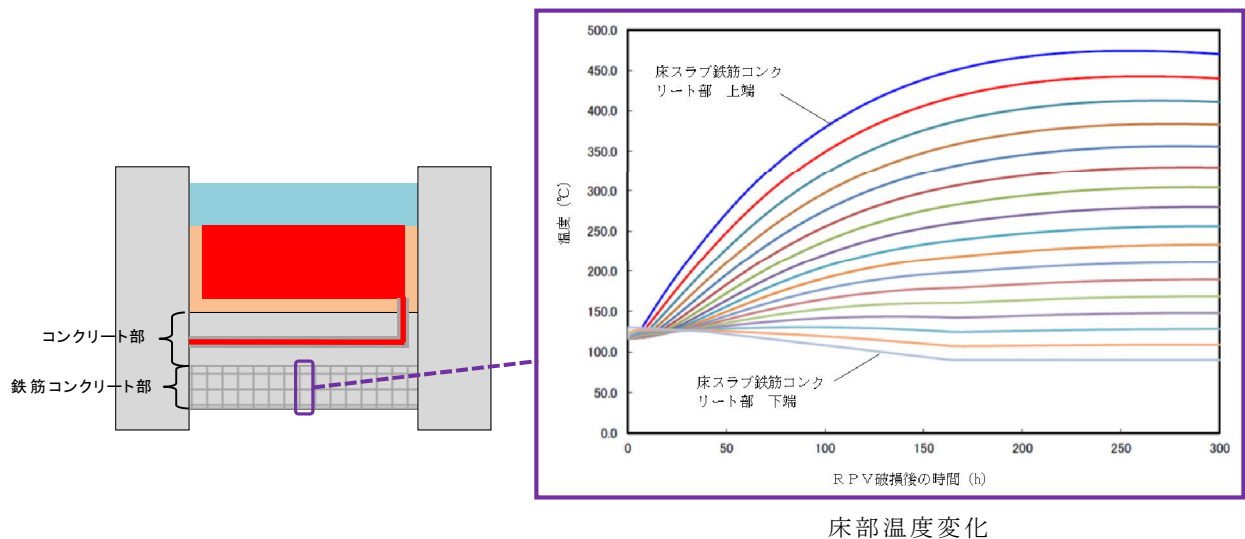 コンクリート部
鉄筋コンクリート部
500.0
450.0
400.0
350.0
300.0
250.0
200.0
150.0
100.0
50.0
0.0
温度 (℃)
床スラブ鉄筋コンク
リート部 上端
床スラブ鉄筋コンク
リート部 下端
0 50 100 150 200 250 300
RPV破損後の時間 (h)
床部温度変化